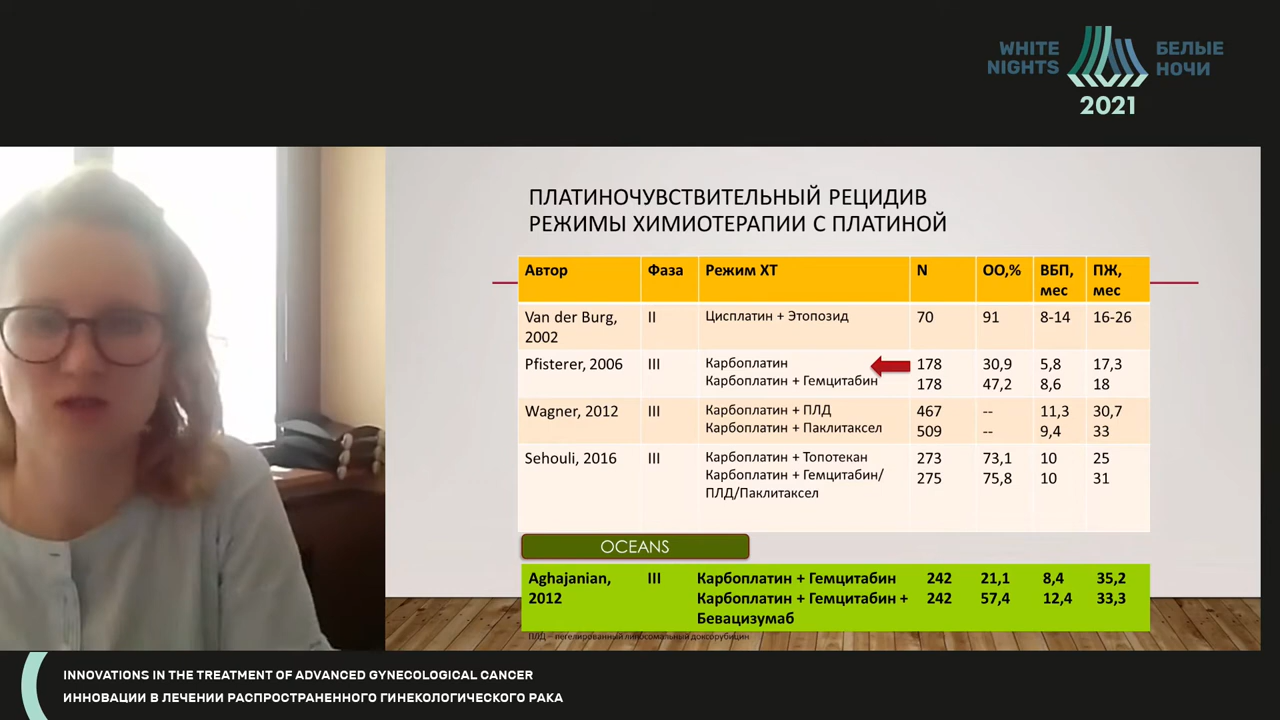 WHITE NIGHTS
БЕЛЫЕ НОЧИ
2021
ПЛАТИНОЧУВСТВИТЕЛЬНЫЙ РЕЦИДИВ
РЕЖИМЫ ХИМИОТЕРАПИИ С ПЛАТИНОЙ
Автор Фаза Режим ХТ N ОО,% ВБП, мес ПЖ, мес
Van der Burg, 2002 II Цисплатин + Этопозид 70 91 8-14 16-26
Pfisterer, 2006 III Карбоплатин 178 30,9 5,8 17,3
Карбоплатин + Гемцитабин 178 47,2 8,6 18
Wagner, 2012 III Карбоплатин + ПЛД 467 -- 11,3 30,7
Карбоплатин + Паклитаксел 509 -- 9,4 33
Sehouli, 2016 III Карбоплатин + Топотекан 273 73,1 10 25
Карбоплатин + Гемцитабин/ 275 75,8 10 31
ПЛД/Паклитаксел
OCEANS
Aghajanian, III Карбоплатин + Гемцитабин 242 21,1 8,4 35,2
2012 Карбоплатин + Гемцитабин + 242 57,4 12,4 33,3
Бевацизумаб
ПЛД – пегелированный липосомальный доксорубицин
INNOVATIONS IN THE TREATMENT OF ADVANCED GYNECOLOGICAL CANCER
ИННОВАЦИИ В ЛЕЧЕНИИ РАСПРОСТРАНЕННОГО ГИНЕКОЛОГИЧЕСКОГО РАКА